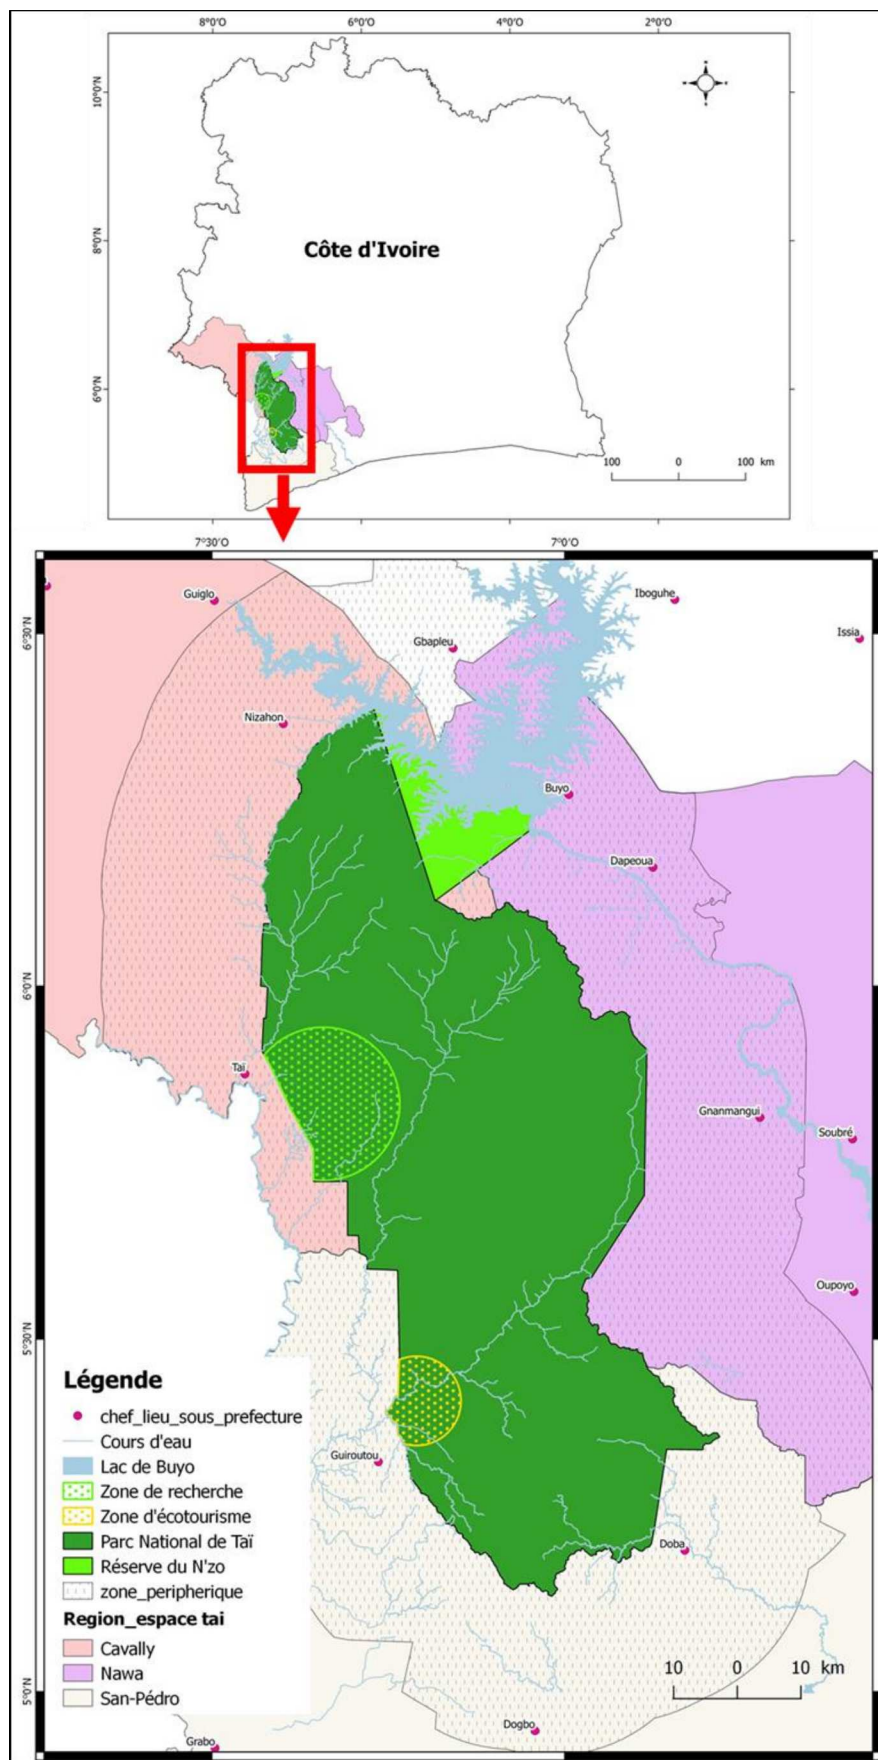 8°0'O 6°0'O 4°0'O 2°0'O
10°0'N
8°0'N
6°0'N
Côte d'Ivoire
100 0 100 km
7°30'O 7°0'O
6°30'N
6°0'N
5°30'N
5°0'N
Guiglo
Iboguhe
Gbapleu
Issia
Nizahon
Buyo
Dapeoua
Taï
Gnanmangui
Soubré
Oupoyo
Guiroutou
Doba
Dogbo
Grabo
Légende
chef_lieu_sous_prefecture
Cours d'eau
Lac de Buyo
Zone de recherche
Zone d'écotourisme
Parc National de Taï
Réserve du N'zo
zone_peripherique
Region_espace tai
Cavally
Nawa
San-Pédro
10 0 10 km